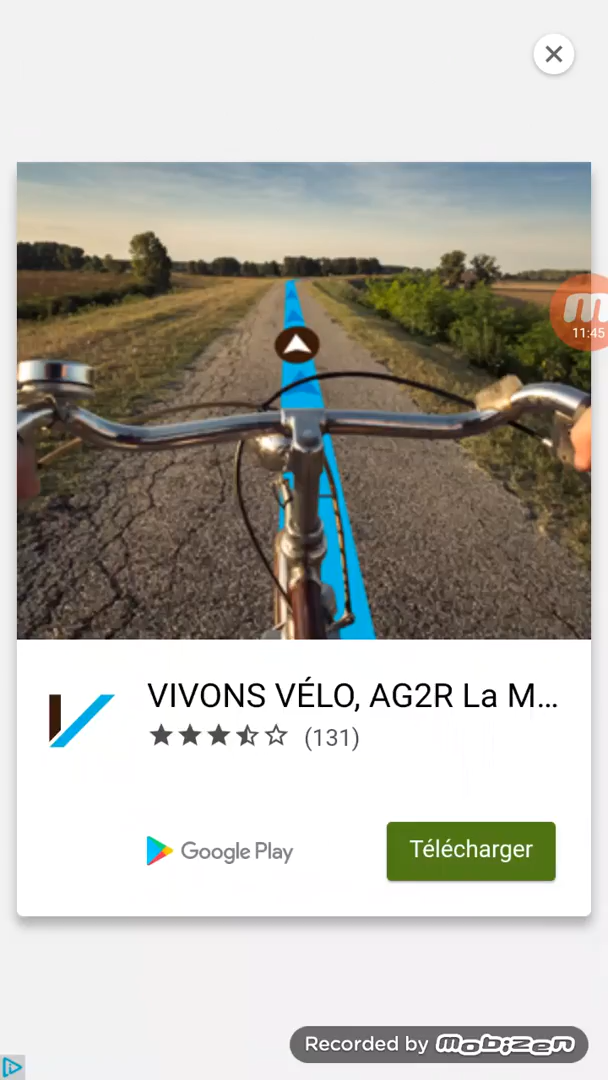 11:45
VIVONS VÉLO, AG2R La M...
(131)
Google Play
Télécharger
Recorded by mobizen